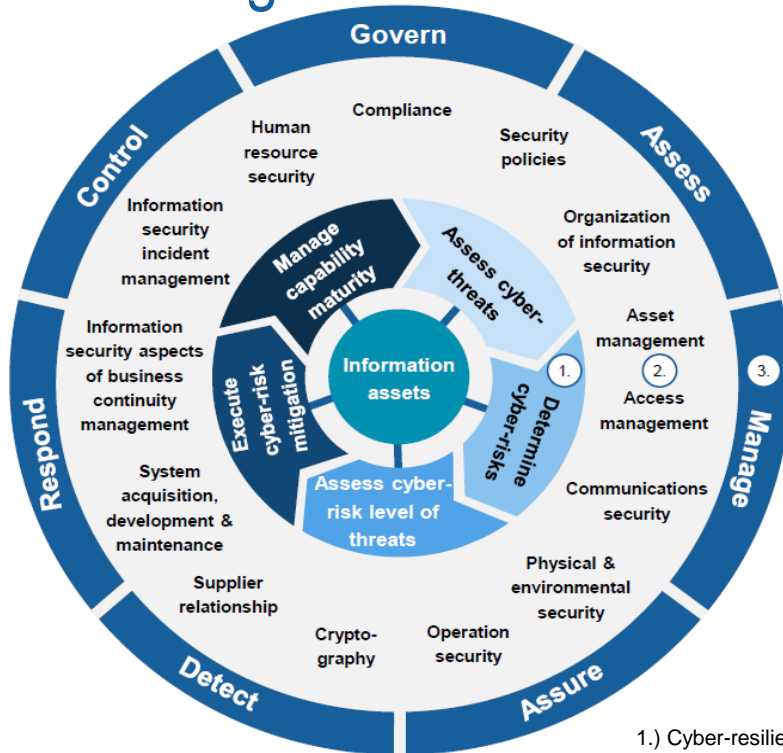 Govern
Assess
Manage
Assure
Detect
Respond
Control
Compliance
Security
policies
Organization
of information
security
Asset
management
Access
management
Communications
security
Physical &
environmental
security
Operation
security
Crypto-
graphy
Supplier
relationship
System
acquisition,
development &
maintenance
Information
security aspects
of business
continuity
management
Information
security
incident
management
Human
resource
security
Manage
capability
maturity
Assess cyber-
threats
Determine
cyber-risks
Assess cyber-
risk level of
threats
Execute
cyber-risk
mitigation
Information
assets
1.
2.
3.
1.) Cyber-resilie